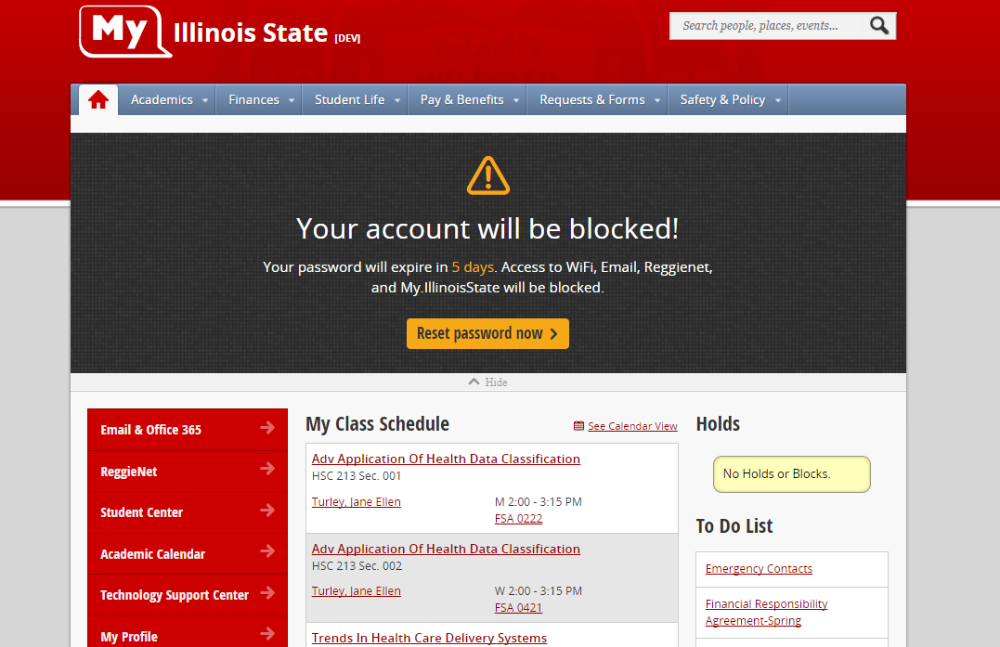 My Illinois State [DEV]
Search people, places, events...
Academics Finances Student Life Pay & Benefits Requests & Forms Safety & Policy
Your account will be blocked!
Your password will expire in 5 days. Access to WiFi, Email, Reggienet,
and My.IllinoisState will be blocked.
Reset password now
Hide
Email & Office 365
ReggieNet
Student Center
Academic Calendar
Technology Support Center
My Profile
My Class Schedule
See Calendar View
Adv Application Of Health Data Classification
HSC 213 Sec. 001
Turley, Jane Ellen
M 2:00 - 3:15 PM
FSA 0222
Adv Application Of Health Data Classification
HSC 213 Sec. 002
Turley, Jane Ellen
W 2:00 - 3:15 PM
FSA 0421
Trends In Health Care Delivery Systems
Holds
No Holds or Blocks.
To Do List
Emergency Contacts
Financial Responsibility
Agreement-Spring